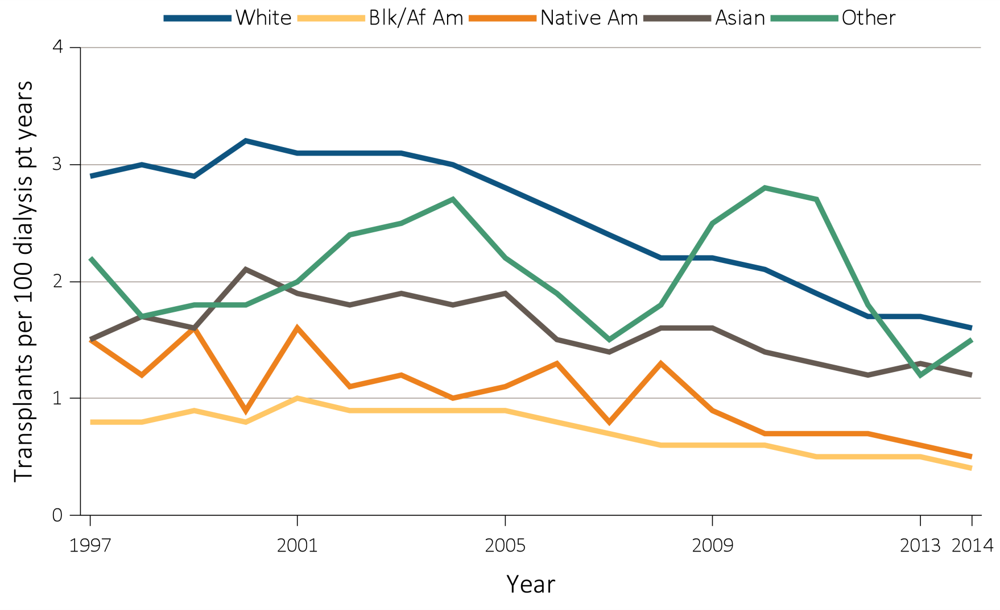 White Blk/Af Am Native Am Asian Other
Transplants per 100 dialysis pt years
4
3
2
1
0
1997 2001 2005 2009 2013 2014
Year